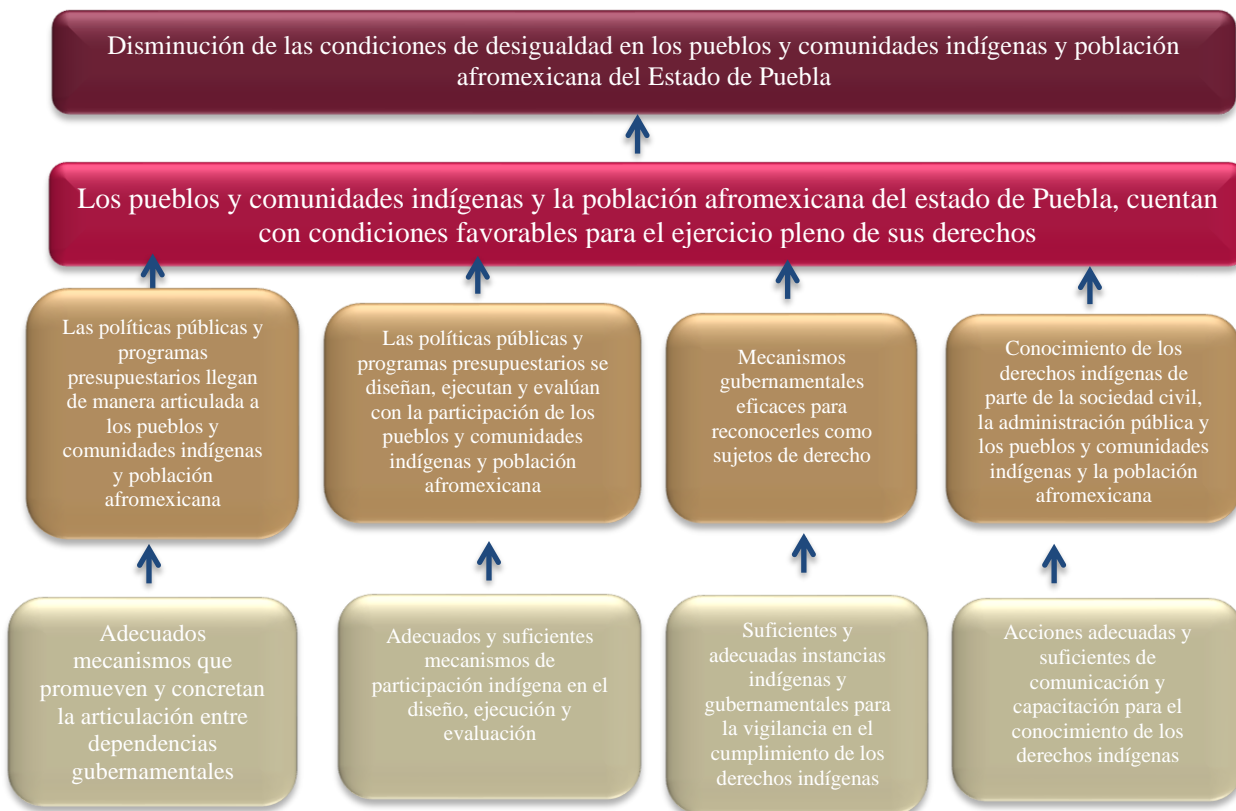 Disminución de las condiciones de desigualdad en los pueblos y comunidades indígenas y población
afromexicana del Estado de Puebla
Los pueblos y comunidades indígenas y la población afromexicana del estado de Puebla, cuentan
con condiciones favorables para el ejercicio pleno de sus derechos
Las políticas públicas y
programas
presupuestarios llegan
de manera articulada a
los pueblos y
comunidades indígenas
y población
afromexicana
Las políticas públicas y
programas presupuestarios se
diseñan, ejecutan y evalúan
con la participación de los
pueblos y comunidades
indígenas y población
afromexicana
Mecanismos
gubernamentales
eficaces para
reconocerles como
sujetos de derecho
Conocimiento de los
derechos indígenas de
parte de la sociedad civil,
la administración pública y
los pueblos y comunidades
indígenas y la población
afromexicana
Adecuados
mecanismos que
promueven y concretan
la articulación entre
dependencias
gubernamentales
Adecuados y suficientes
mecanismos de
participación indígena en el
diseño, ejecución y
evaluación
Suficientes y
adecuadas instancias
indígenas y
gubernamentales para
la vigilancia en el
cumplimiento de los
derechos indígenas
Acciones adecuadas y
suficientes de
comunicación y
capacitación para el
conocimiento de los
derechos indígenas